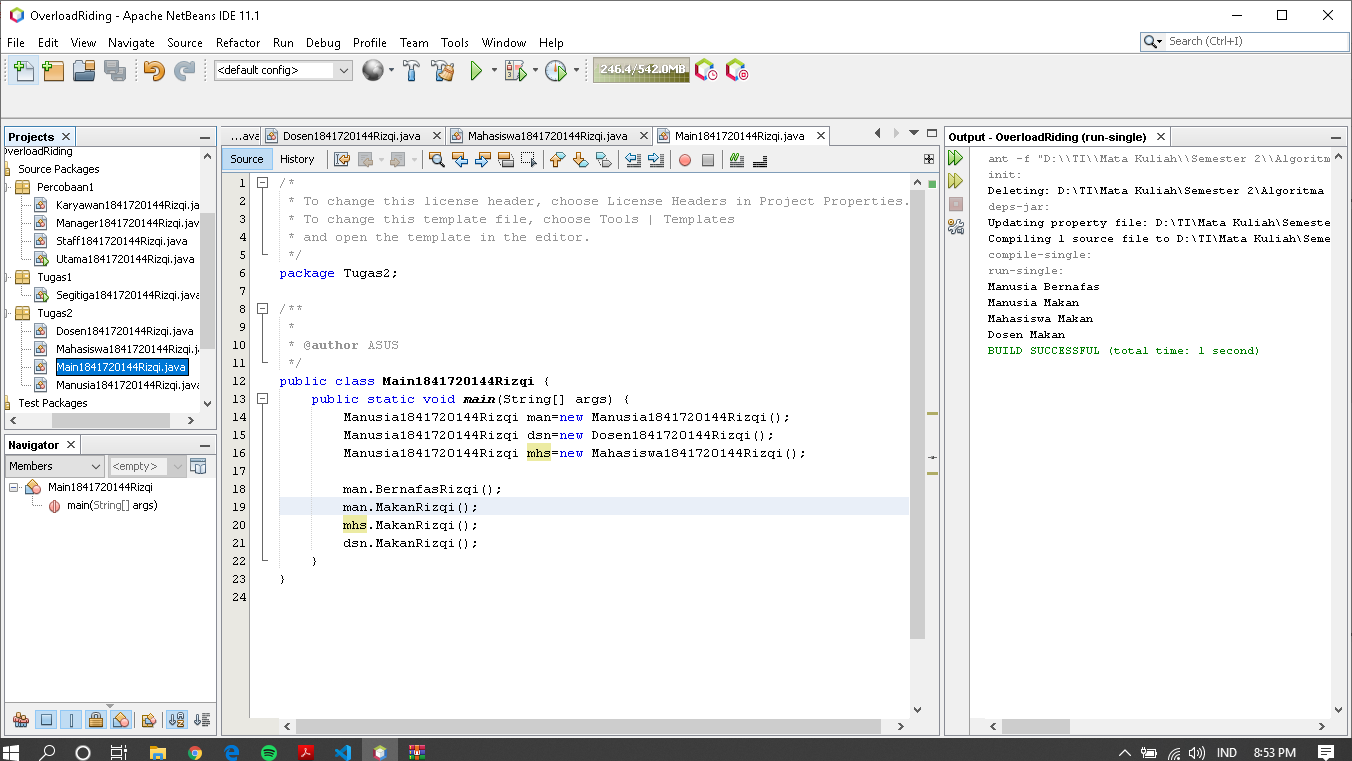 OverloadRiding - Apache NetBeans IDE 11.1
File Edit View Navigate Source Refactor Run Debug Profile Team Tools Window Help
Search (Ctrl+I)
<default config>
246.4/542.0MB
Projects
OverloadRiding
Source Packages
Percobaan1
Karyawan1841720144Rizqi.ja
Manager1841720144Rizqi.jav
Staff1841720144Rizqi.java
Utama1841720144Rizqi.java
Tugas1
Segitiga1841720144Rizqi.java
Tugas2
Dosen1841720144Rizqi.java
Mahasiswa1841720144Rizqi.j
Main1841720144Rizqi.java
Manusia1841720144Rizqi.java
Test Packages
Navigator
Members <empty>
Main1841720144Rizqi
main(String[] args)
...ava Dosen1841720144Rizqi.java Mahasiswa1841720144Rizqi.java Main1841720144Rizqi.java
Source History
1 /*
2 * To change this license header, choose License Headers in Project Properties.
3 * To change this template file, choose Tools | Templates
4 * and open the template in the editor.
5 */
6 package Tugas2;
7
8 /**
9 *
10 * @author ASUS
11 */
12 public class Main1841720144Rizqi {
13 public static void main(String[] args) {
14 Manusia1841720144Rizqi man=new Manusia1841720144Rizqi();
15 Manusia1841720144Rizqi dsn=new Dosen1841720144Rizqi();
16 Manusia1841720144Rizqi mhs=new Mahasiswa1841720144Rizqi();
17
18 man.BernafasRizqi();
19 man.MakanRizqi();
20 mhs.MakanRizqi();
21 dsn.MakanRizqi();
22 }
23 }
24
Output - OverloadRiding (run-single)
ant -f "D:\\TI\\Mata Kuliah\\Semester 2\\Algoritm
init:
Deleting: D:\TI\Mata Kuliah\Semester 2\Algoritma
deps-jar:
Updating property file: D:\TI\Mata Kuliah\Semeste
Compiling 1 source file to D:\TI\Mata Kuliah\Seme
compile-single:
run-single:
Manusia Bernafas
Manusia Makan
Mahasiswa Makan
Dosen Makan
BUILD SUCCESSFUL (total time: 1 second)
IND 8:53 PM